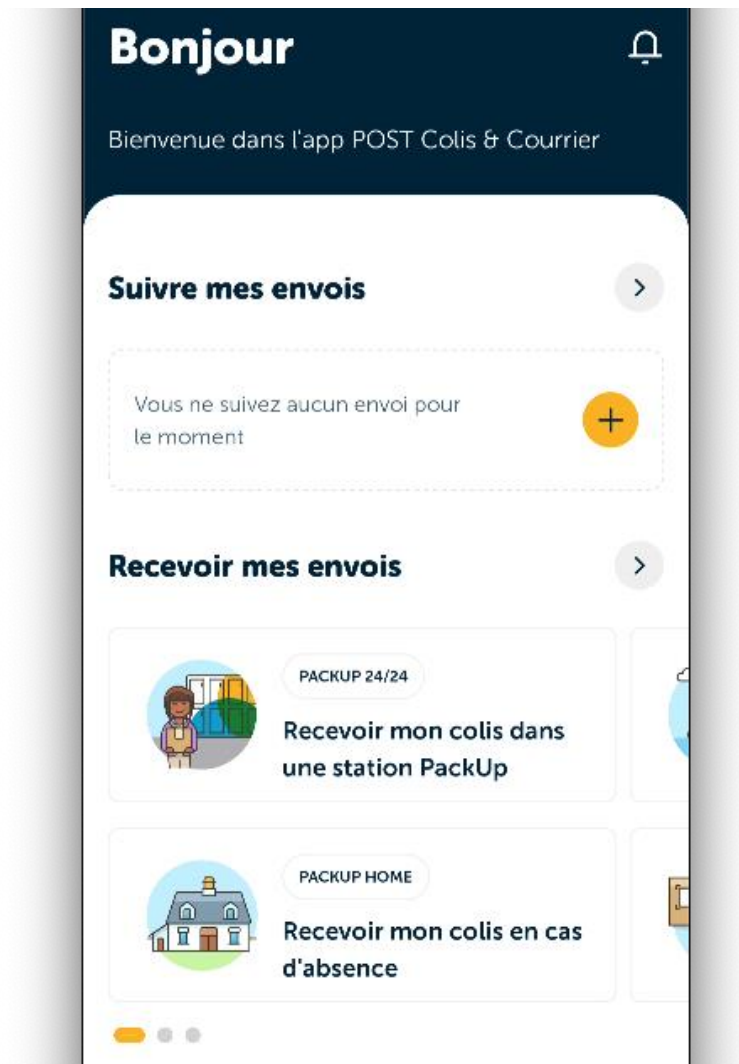 Bonjour
Bienvenue dans l'app POST Colis & Courrier
Suivre mes envois
Vous ne suivez aucun envoi pour
le moment
Recevoir mes envois
PACKUP 24/24
Recevoir mon colis dans
une station PackUp
PACKUP HOME
Recevoir mon colis en cas
d'absence